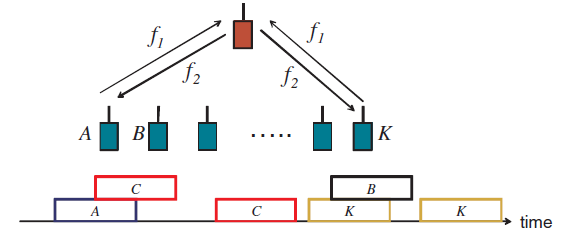 f₁ f₁
f₂ f₂
A B ..... K
C B
A C K K time